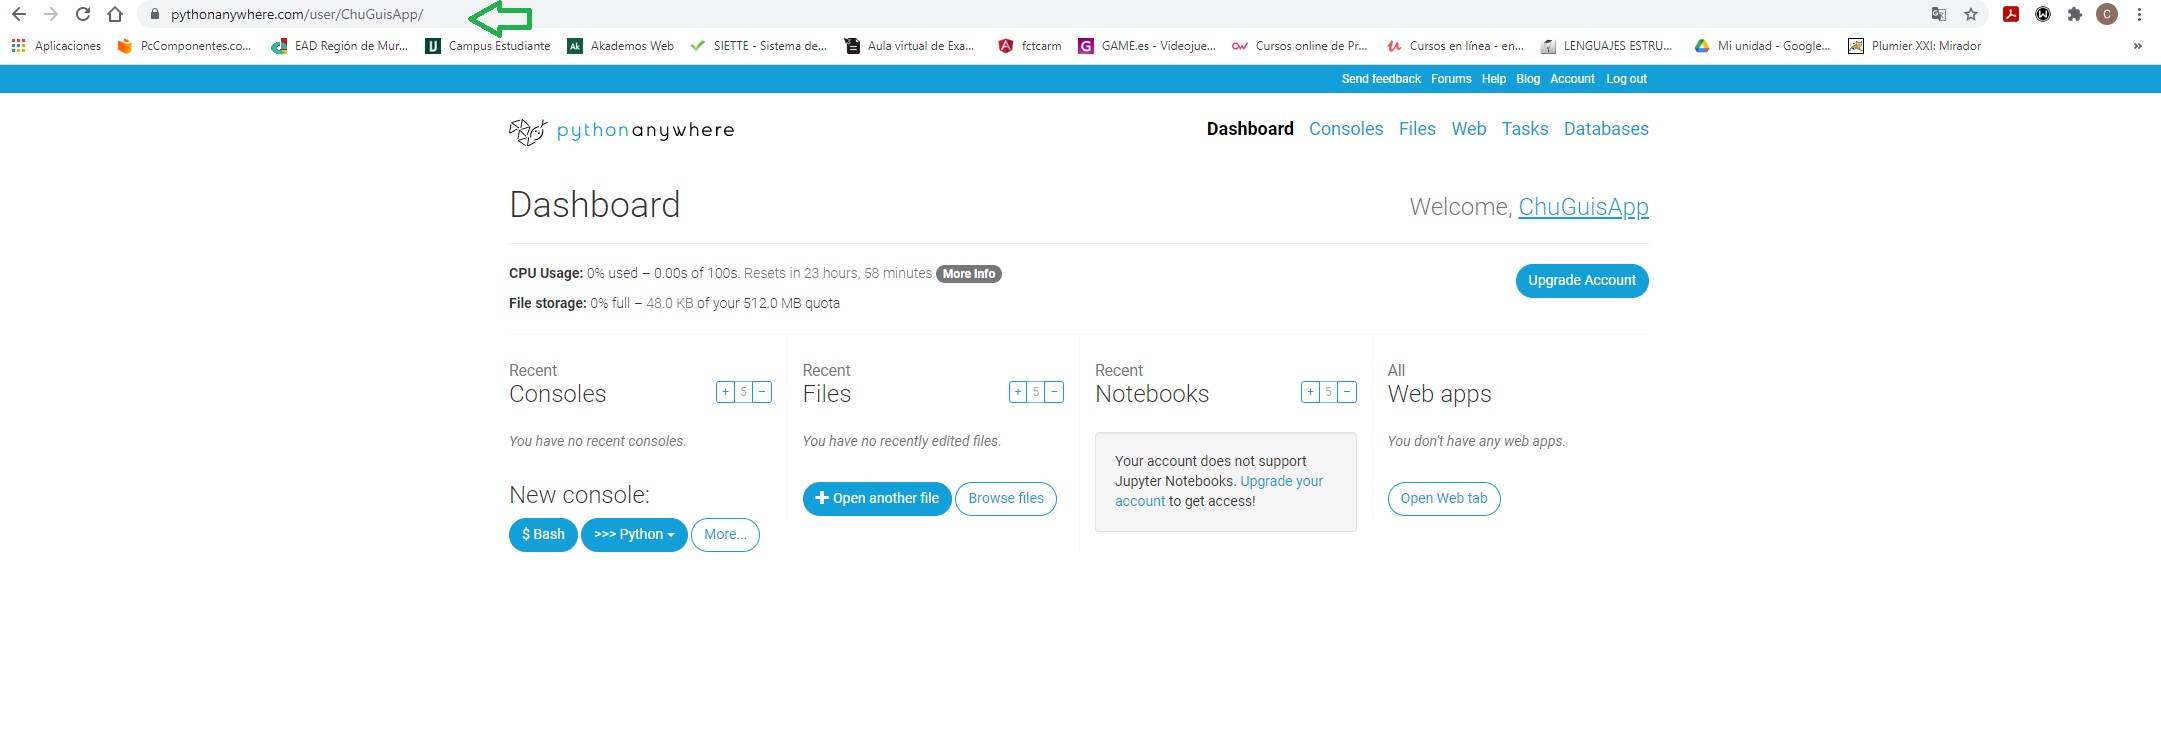 pythonanywhere.com/user/ChuGuisApp/
Aplicaciones PcComponentes.co... EAD Región de Mur... Campus Estudiante Akademos Web SIETTE - Sistema de... Aula virtual de Exa... fctcarm GAME.es - Videojue... Cursos online de Pr... Cursos en línea - en... LENGUAJES ESTRU... Mi unidad - Google... Plumier XXI: Mirador »
Send feedback Forums Help Blog Account Log out
pythonanywhere
Dashboard Consoles Files Web Tasks Databases
Dashboard
Welcome, ChuGuisApp
CPU Usage: 0% used – 0.00s of 100s. Resets in 23 hours, 58 minutes More Info
File storage: 0% full – 48.0 KB of your 512.0 MB quota
Upgrade Account
Recent
Consoles
+ 5 −
You have no recent consoles.
New console:
$ Bash >>> Python More...
Recent
Files
+ 5 −
You have no recently edited files.
+ Open another file Browse files
Recent
Notebooks
+ 5 −
Your account does not support
Jupyter Notebooks. Upgrade your
account to get access!
All
Web apps
You don't have any web apps.
Open Web tab
C
Ak
G